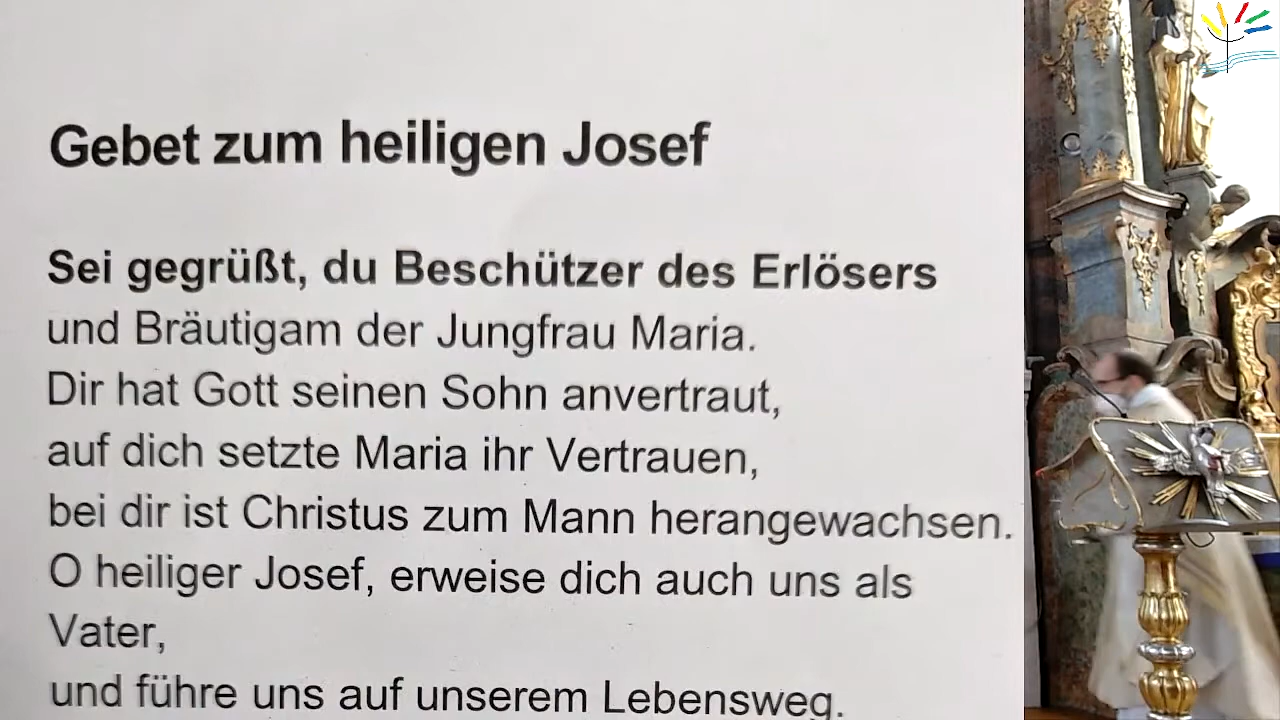 Gebet zum heiligen Josef
Sei gegrüßt, du Beschützer des Erlösers
und Bräutigam der Jungfrau Maria.
Dir hat Gott seinen Sohn anvertraut,
auf dich setzte Maria ihr Vertrauen,
bei dir ist Christus zum Mann herangewachsen.
O heiliger Josef, erweise dich auch uns als
Vater,
und führe uns auf unserem Lebensweg.